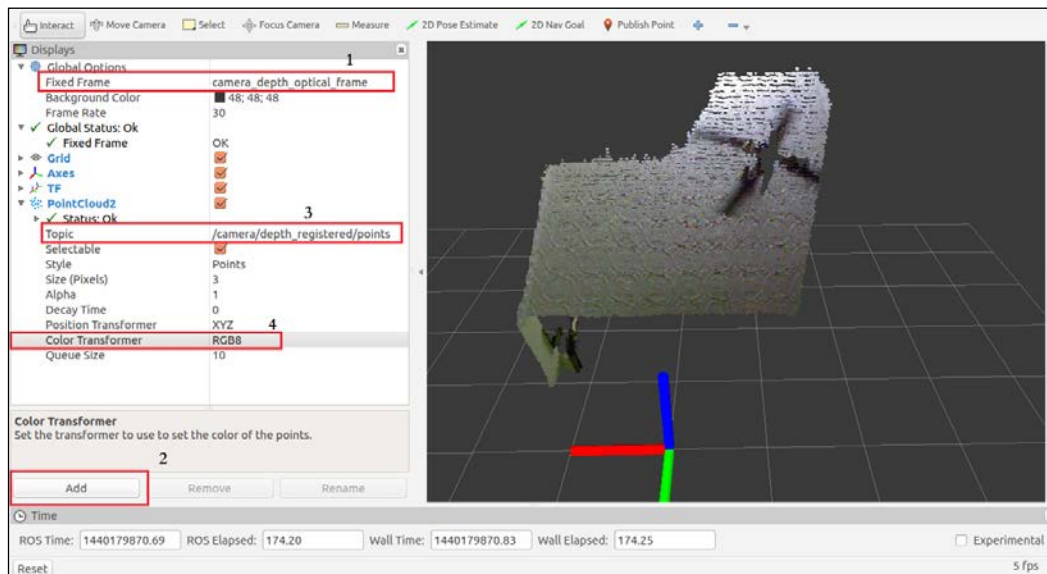 Interact Move Camera Select Focus Camera Measure 2D Pose Estimate 2D Nav Goal Publish Point
Displays
1
Global Options
Fixed Frame camera_depth_optical_frame
Background Color 48; 48; 48
Frame Rate 30
Global Status: Ok
Fixed Frame OK
Grid
Axes
TF
PointCloud2
Status: Ok
3
Topic /camera/depth_registered/points
Selectable
Style Points
Size (Pixels) 3
Alpha 1
Decay Time 0
Position Transformer XYZ
4
Color Transformer RGB8
Queue Size 10
Color Transformer
Set the transformer to use to set the color of the points.
2
Add Remove Rename
Time
ROS Time: 1440179870.69 ROS Elapsed: 174.20 Wall Time: 1440179870.83 Wall Elapsed: 174.25 Experimental
Reset 5 fps